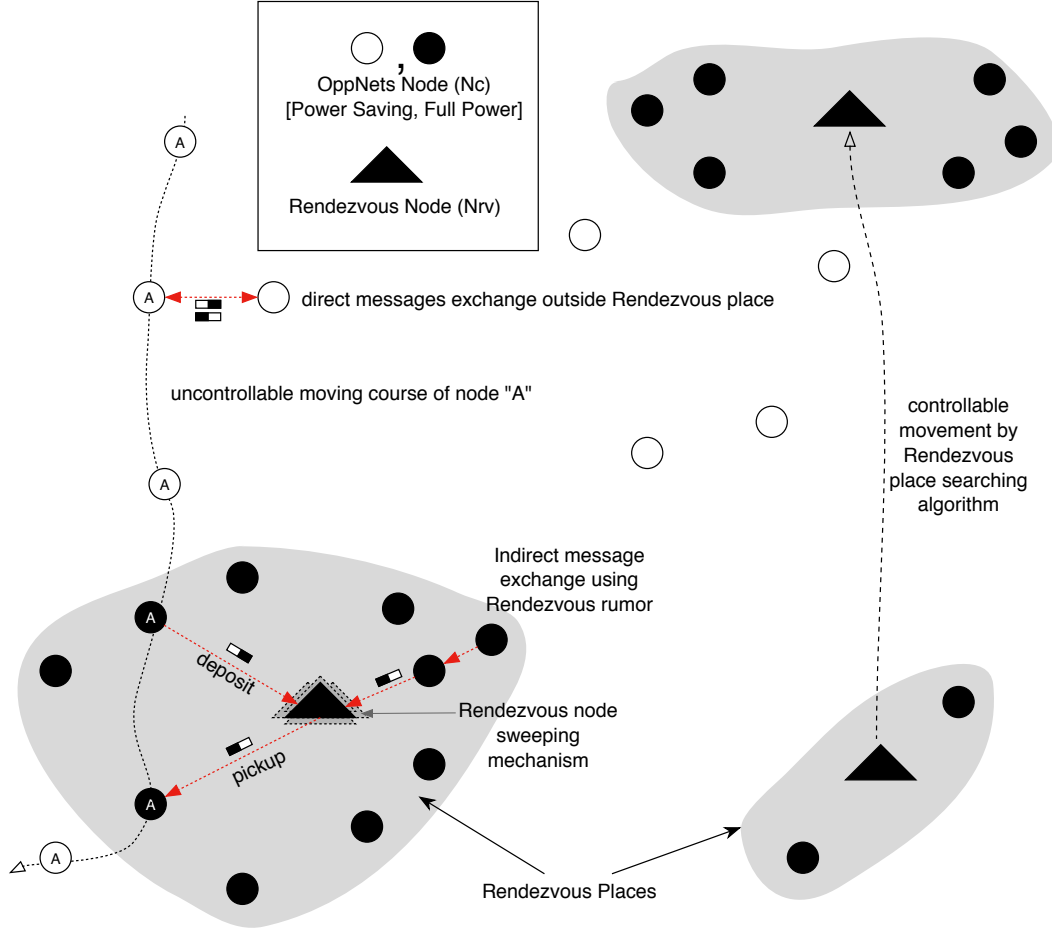 ,
OppNets Node (Nc)
[Power Saving, Full Power]
Rendezvous Node (Nrv)
A
A
direct messages exchange outside Rendezvous place
uncontrollable moving course of node "A"
controllable
movement by
Rendezvous
place searching
algorithm
A
Indirect message
exchange using
Rendezvous rumor
A
deposit
Rendezvous node
sweeping
mechanism
pickup
A
A
Rendezvous Places